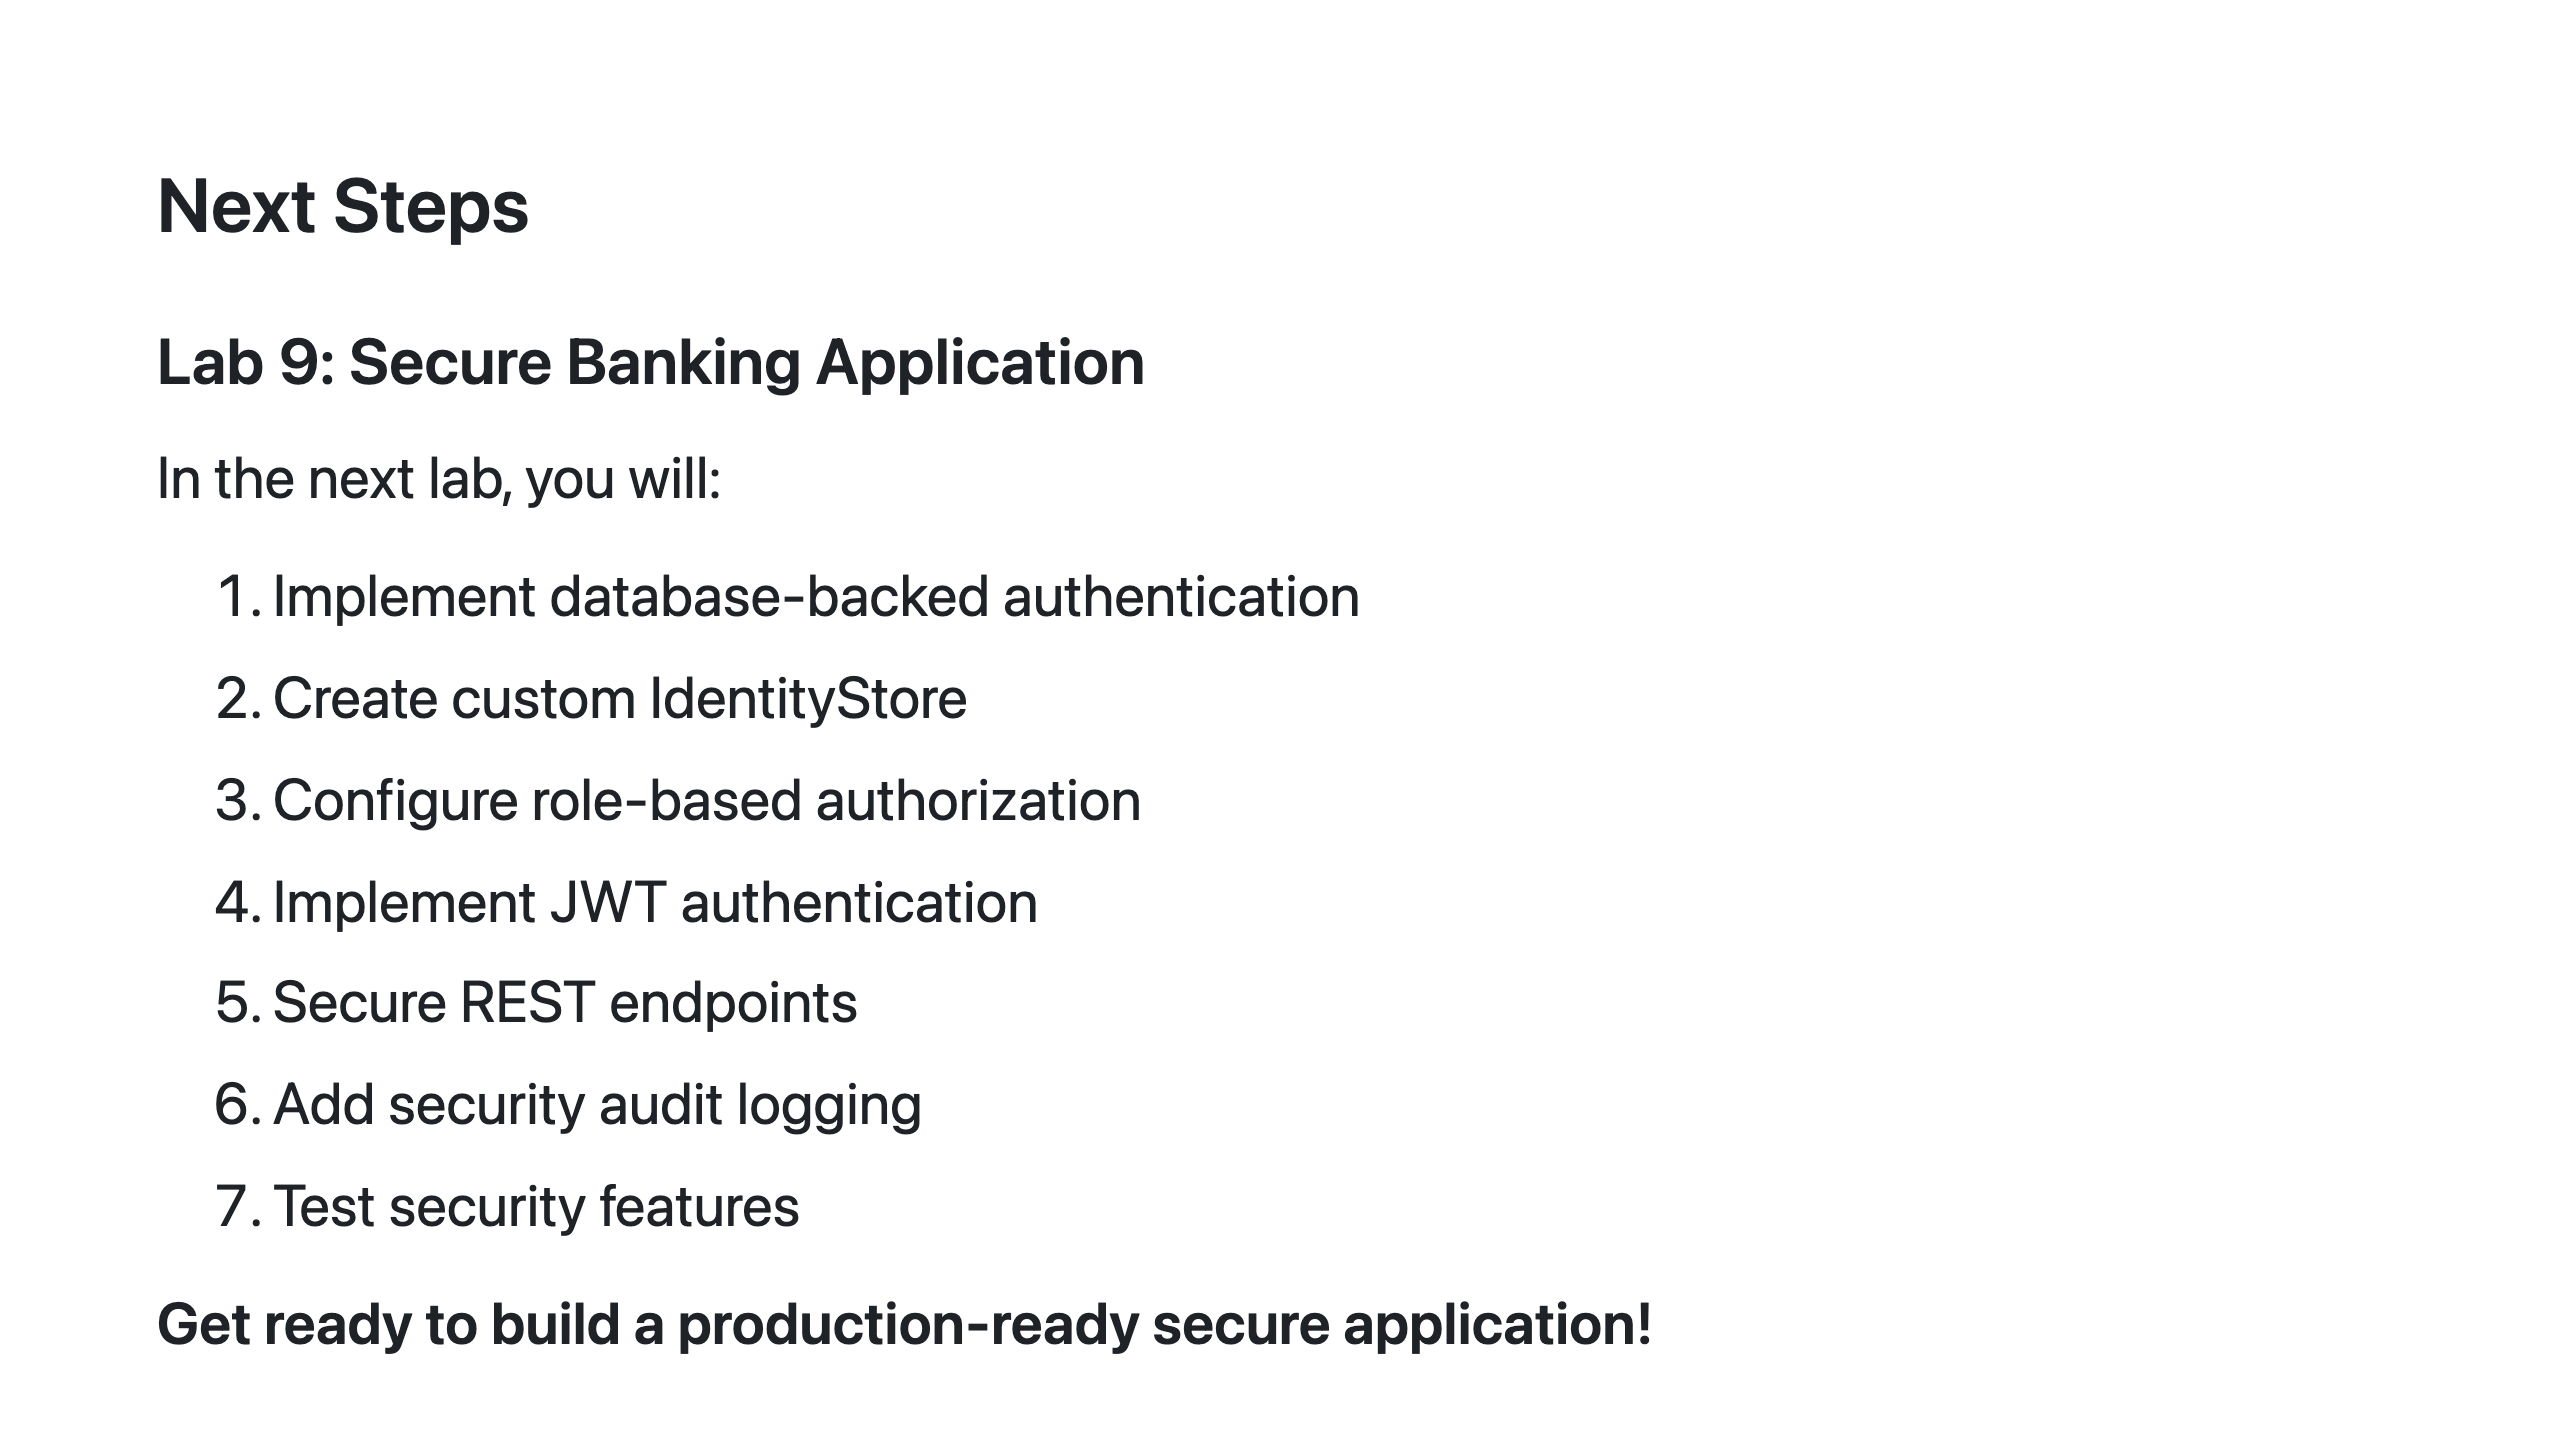 Next Steps
Lab 9: Secure Banking Application
In the next lab, you will:
1. Implement database-backed authentication
2. Create custom IdentityStore
3. Configure role-based authorization
4. Implement JWT authentication
5. Secure REST endpoints
6. Add security audit logging
7. Test security features
Get ready to build a production-ready secure application!